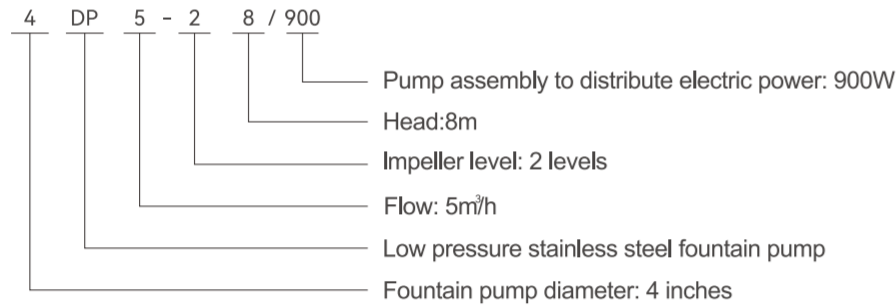 4 DP 5 - 2 8 / 900
Pump assembly to distribute electric power: 900W
Head:8m
Impeller level: 2 levels
Flow: 5m³/h
Low pressure stainless steel fountain pump
Fountain pump diameter: 4 inches